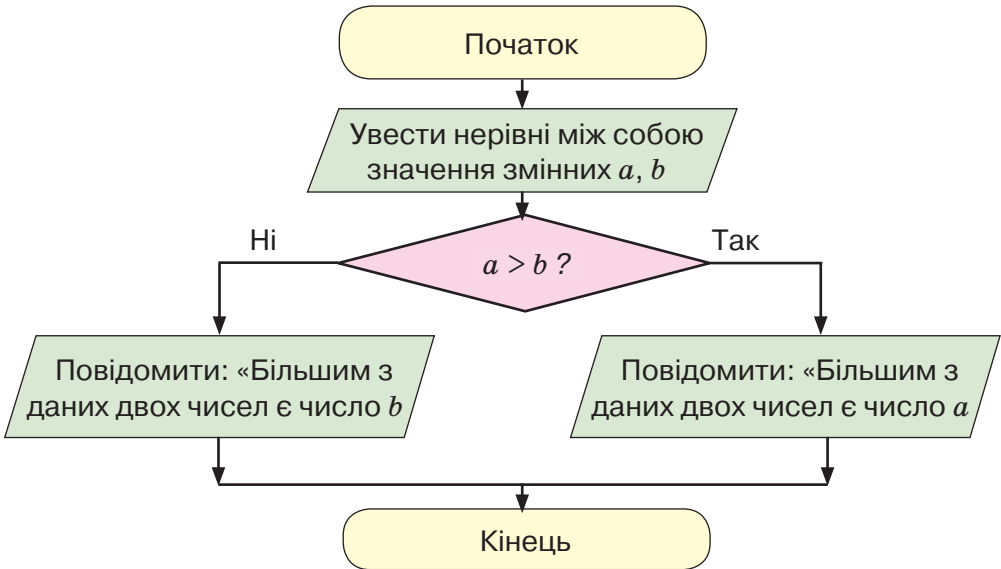 Початок
Увести нерівні між собою
значення змінних a, b
Ні
Так
a > b ?
Повідомити: «Більшим з
даних двох чисел є число b
Повідомити: «Більшим з
даних двох чисел є число a
Кінець